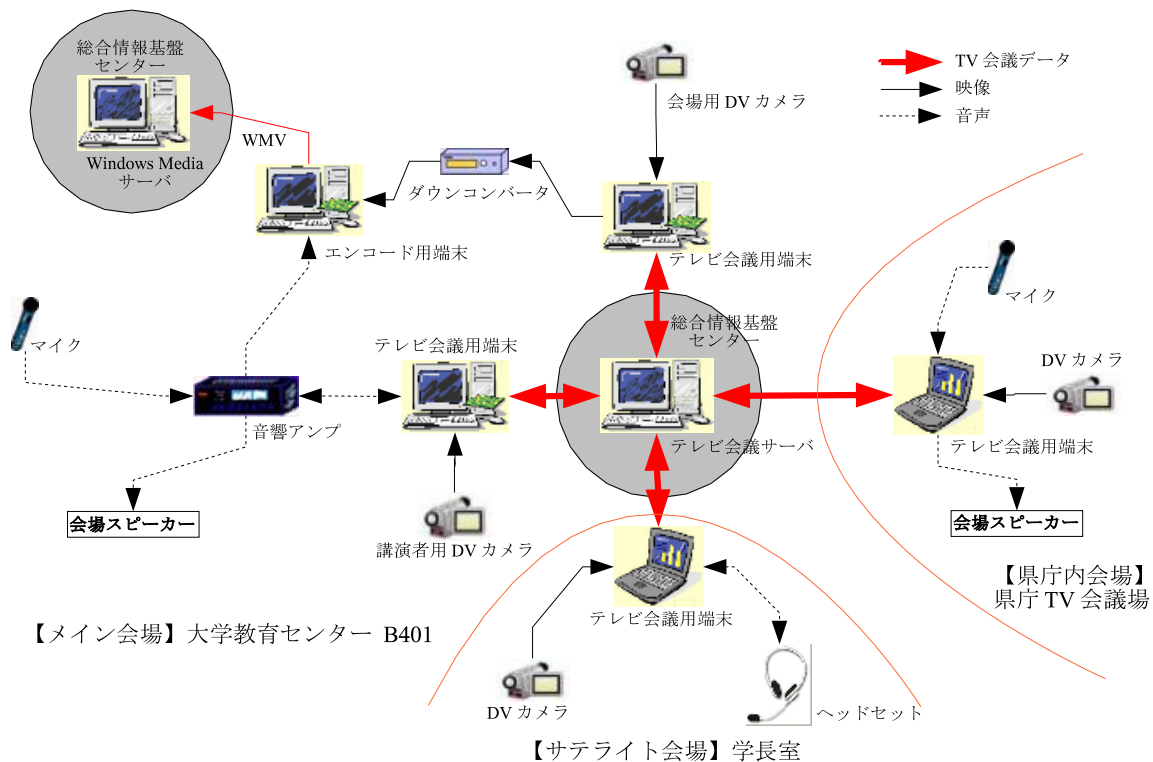 総合情報基盤
センター
Windows Media
サーバ
WMV
会場用 DV カメラ
TV 会議データ
映像
音声
ダウンコンバータ
エンコード用端末
テレビ会議用端末
マイク
音響アンプ
会場スピーカー
テレビ会議用端末
講演者用 DV カメラ
総合情報基盤
センター
テレビ会議サーバ
マイク
DV カメラ
テレビ会議用端末
会場スピーカー
【県庁内会場】
県庁 TV 会議場
【メイン会場】大学教育センター B401
テレビ会議用端末
DV カメラ
ヘッドセット
【サテライト会場】学長室